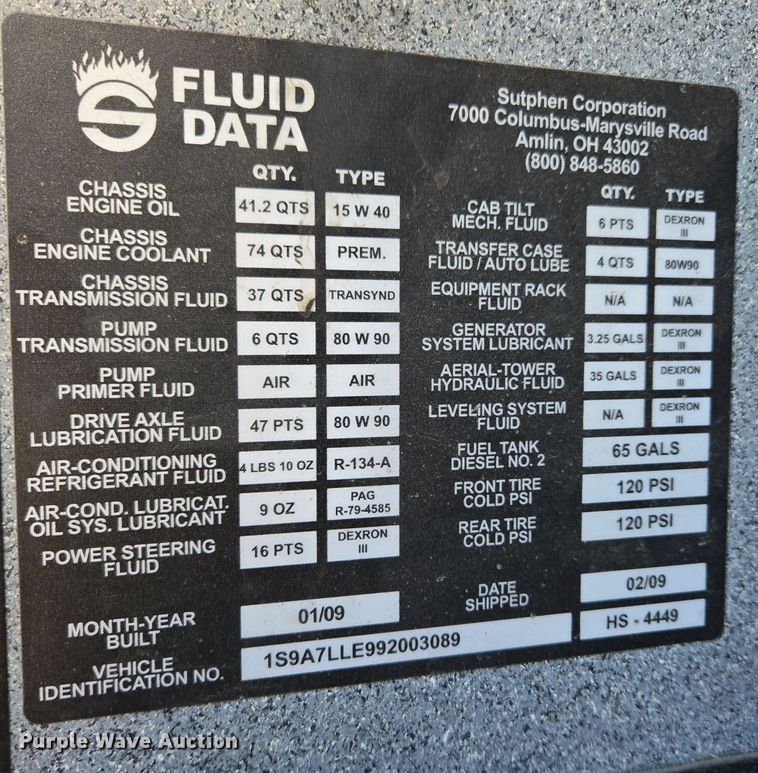 FLUID
DATA
Sutphen Corporation
7000 Columbus-Marysville Road
Amlin, OH 43002
(800) 848-5860
QTY. TYPE
CHASSIS
ENGINE OIL 41.2 QTS 15 W 40
CHASSIS
ENGINE COOLANT 74 QTS PREM.
CHASSIS
TRANSMISSION FLUID 37 QTS TRANSYND
PUMP
TRANSMISSION FLUID 6 QTS 80 W 90
PUMP
PRIMER FLUID AIR AIR
DRIVE AXLE
LUBRICATION FLUID 47 PTS 80 W 90
AIR-CONDITIONING
REFRIGERANT FLUID 4 LBS 10 OZ R-134-A
AIR-COND. LUBRICAT.
OIL SYS. LUBRICANT 9 OZ PAG
R-79-4585
POWER STEERING
FLUID 16 PTS DEXRON
III
QTY. TYPE
CAB TILT
MECH. FLUID 6 PTS DEXRON
III
TRANSFER CASE
FLUID / AUTO LUBE 4 QTS 80W90
EQUIPMENT RACK
FLUID N/A N/A
GENERATOR
SYSTEM LUBRICANT 3.25 GALS DEXRON
III
AERIAL-TOWER
HYDRAULIC FLUID 35 GALS DEXRON
III
LEVELING SYSTEM
FLUID N/A DEXRON
III
FUEL TANK
DIESEL NO. 2 65 GALS
FRONT TIRE
COLD PSI 120 PSI
REAR TIRE
COLD PSI 120 PSI
MONTH-YEAR
BUILT 01/09
DATE
SHIPPED 02/09
VEHICLE
IDENTIFICATION NO. 1S9A7LLE992003089 HS - 4449
Purple Wave Auction